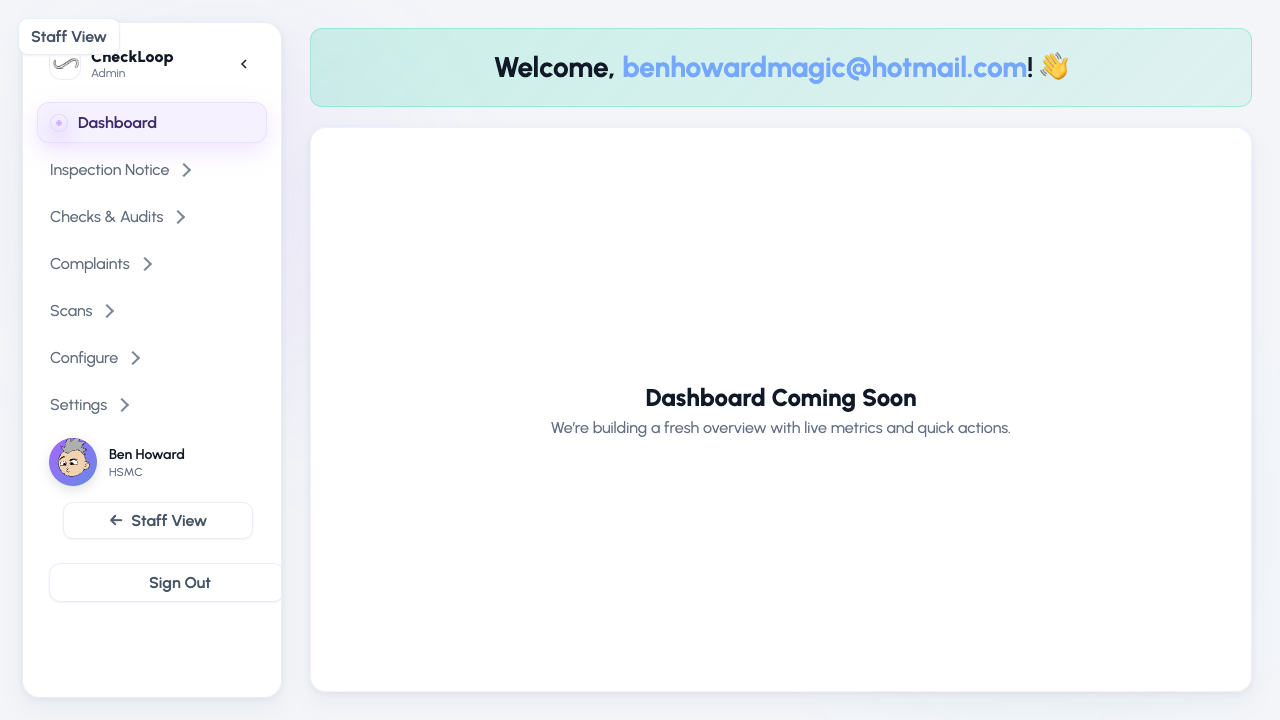 Staff View
CheckLoop
Admin
Dashboard
Inspection Notice
Checks & Audits
Complaints
Scans
Configure
Settings
Ben Howard
HSMC
← Staff View
Sign Out
Welcome, benhowardmagic@hotmail.com! 👋
Dashboard Coming Soon
We’re building a fresh overview with live metrics and quick actions.